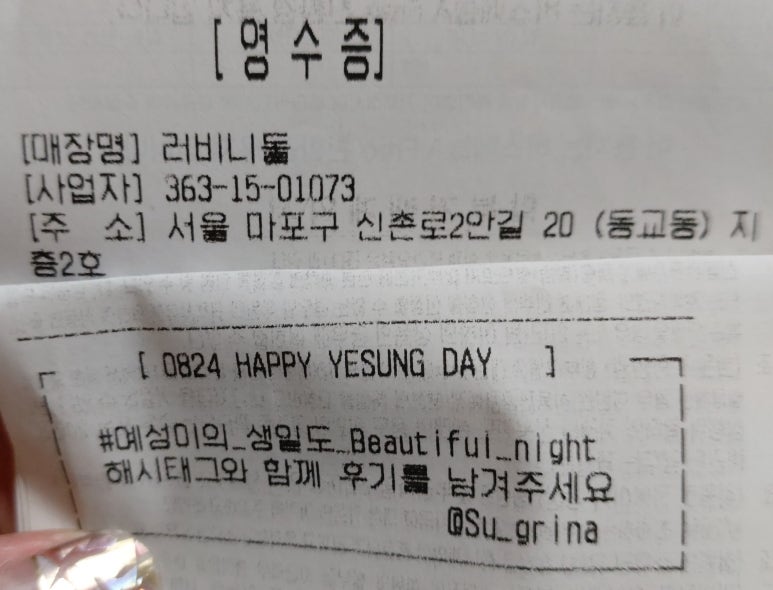 [영수증]
[매장명] 러비니돌
[사업자] 363-15-01073
[주 소] 서울 마포구 신촌로2안길 20 (동교동) 지
층2호
[ 0824 HAPPY YESUNG DAY ]
#예성이의_생일도_Beautiful_night
해시태그와 함께 후기를 남겨주세요
@Su_grina